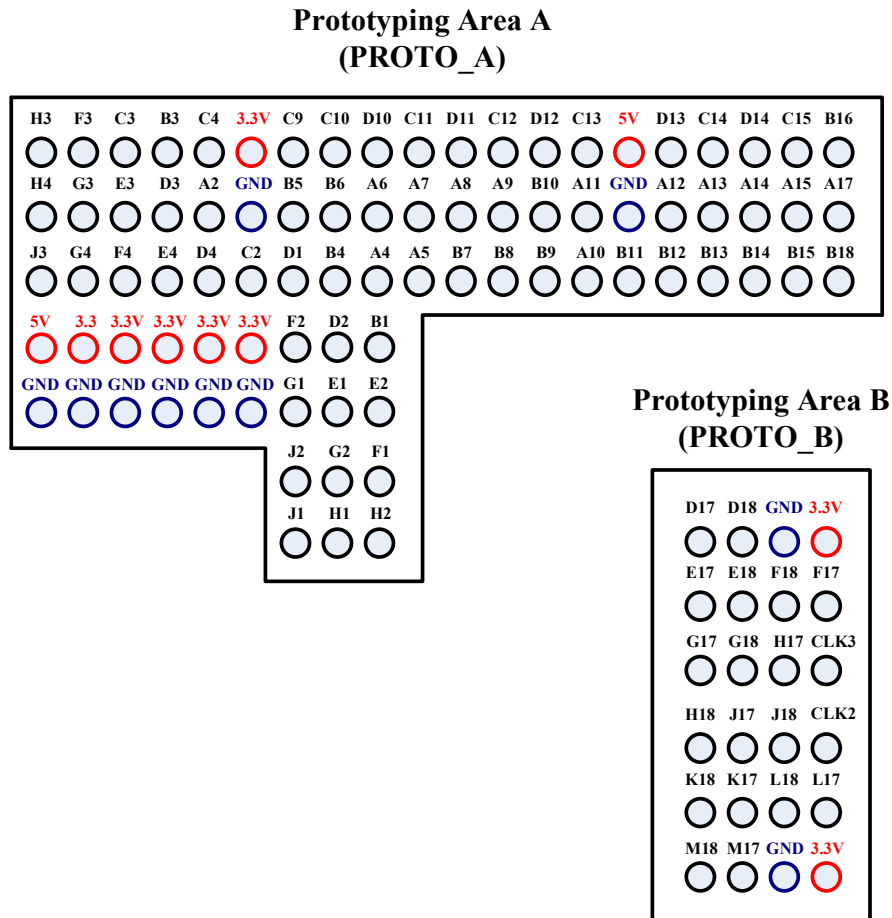 Prototyping Area A
(PROTO_A)
H3 F3 C3 B3 C4 3.3V C9 C10 D10 C11 D11 C12 D12 C13 5V D13 C14 D14 C15 B16
H4 G3 E3 D3 A2 GND B5 B6 A6 A7 A8 A9 B10 A11 GND A12 A13 A14 A15 A17
J3 G4 F4 E4 D4 C2 D1 B4 A4 A5 B7 B8 B9 A10 B11 B12 B13 B14 B15 B18
5V 3.3 3.3V 3.3V 3.3V 3.3V F2 D2 B1
GND GND GND GND GND GND G1 E1 E2
J2 G2 F1
J1 H1 H2
Prototyping Area B
(PROTO_B)
D17 D18 GND 3.3V
E17 E18 F18 F17
G17 G18 H17 CLK3
H18 J17 J18 CLK2
K18 K17 L18 L17
M18 M17 GND 3.3V